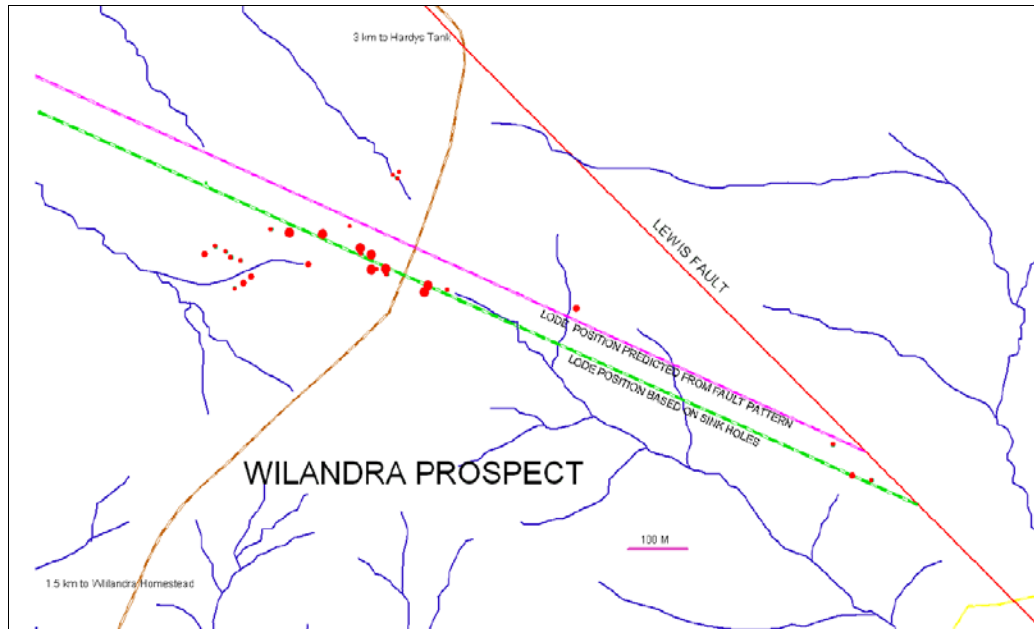 3 km to Hardys Tank
LEWIS FAULT
LODE POSITION PREDICTED FROM FAULT PATTERN
LODE POSITION BASED ON SINK HOLES
WILANDRA PROSPECT
100 M
1.5 km to Wilandra Homestead